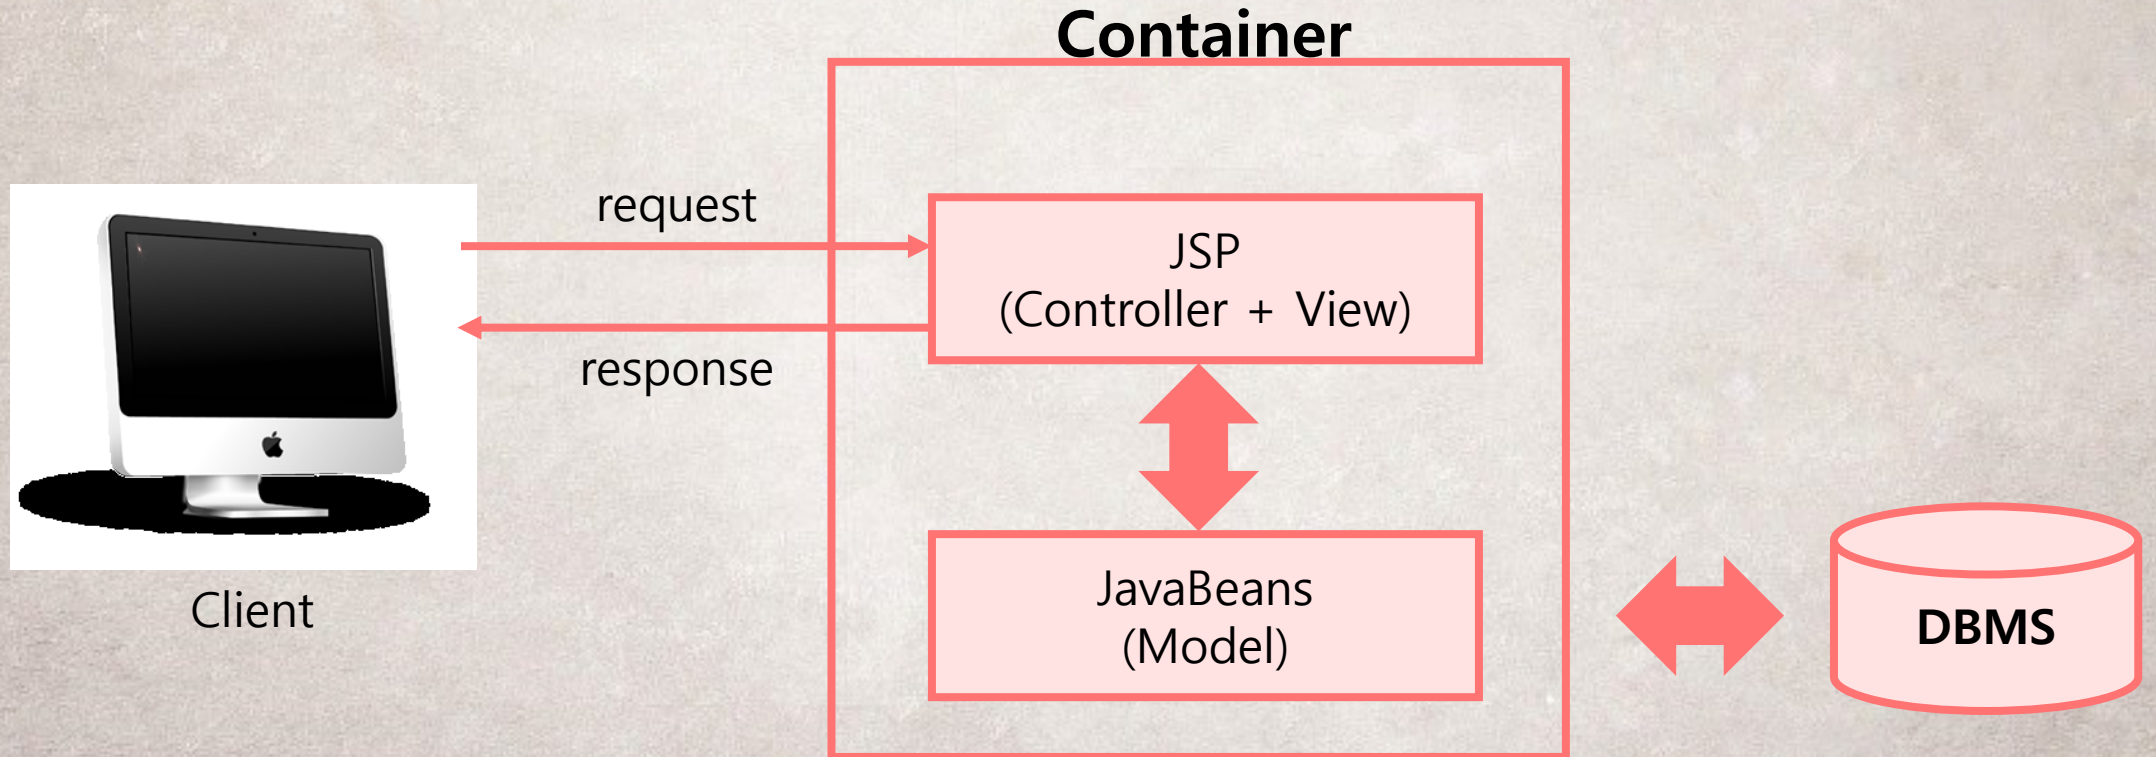 Container
request
JSP
(Controller + View)
response
JavaBeans
(Model)
Client
DBMS